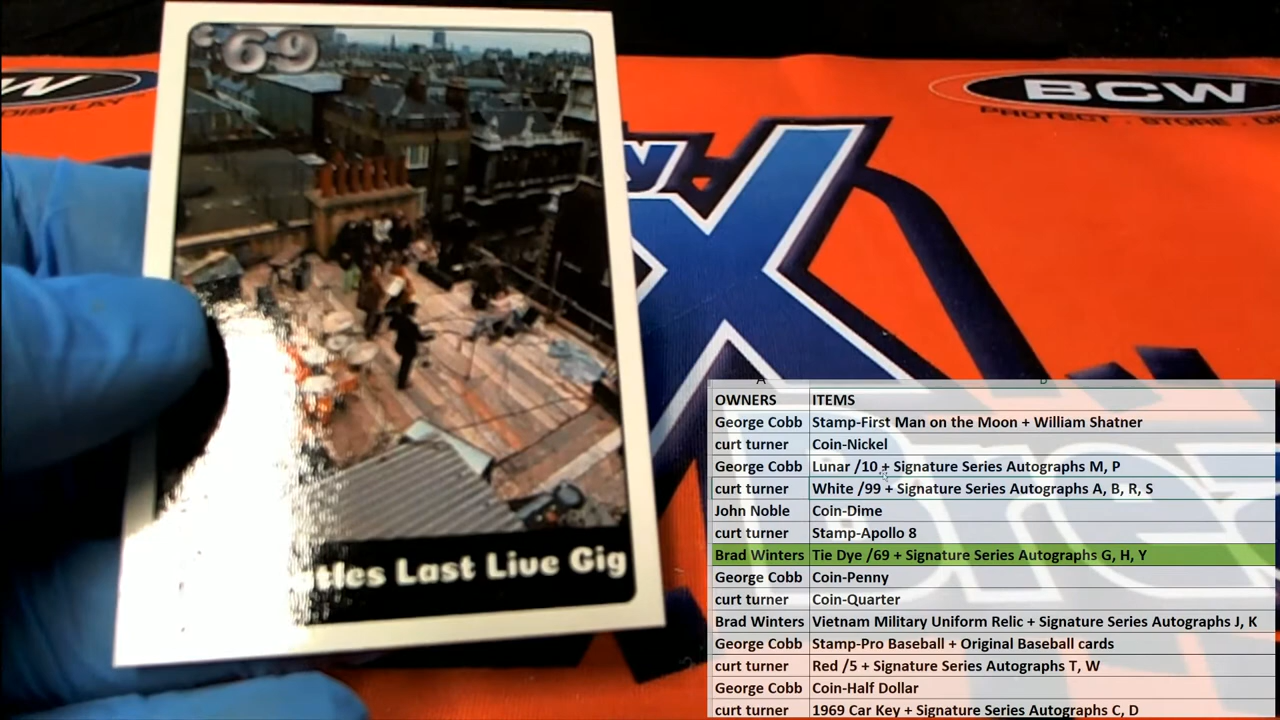 69
tles Last Live Gig
W
DISPLAY
BCW
PROTECT · STORE · DI
OWNERS ITEMS
George Cobb Stamp-First Man on the Moon + William Shatner
curt turner Coin-Nickel
George Cobb Lunar /10 + Signature Series Autographs M, P
curt turner White /99 + Signature Series Autographs A, B, R, S
John Noble Coin-Dime
curt turner Stamp-Apollo 8
Brad Winters Tie Dye /69 + Signature Series Autographs G, H, Y
George Cobb Coin-Penny
curt turner Coin-Quarter
Brad Winters Vietnam Military Uniform Relic + Signature Series Autographs J, K
George Cobb Stamp-Pro Baseball + Original Baseball cards
curt turner Red /5 + Signature Series Autographs T, W
George Cobb Coin-Half Dollar
curt turner 1969 Car Key + Signature Series Autographs C, D